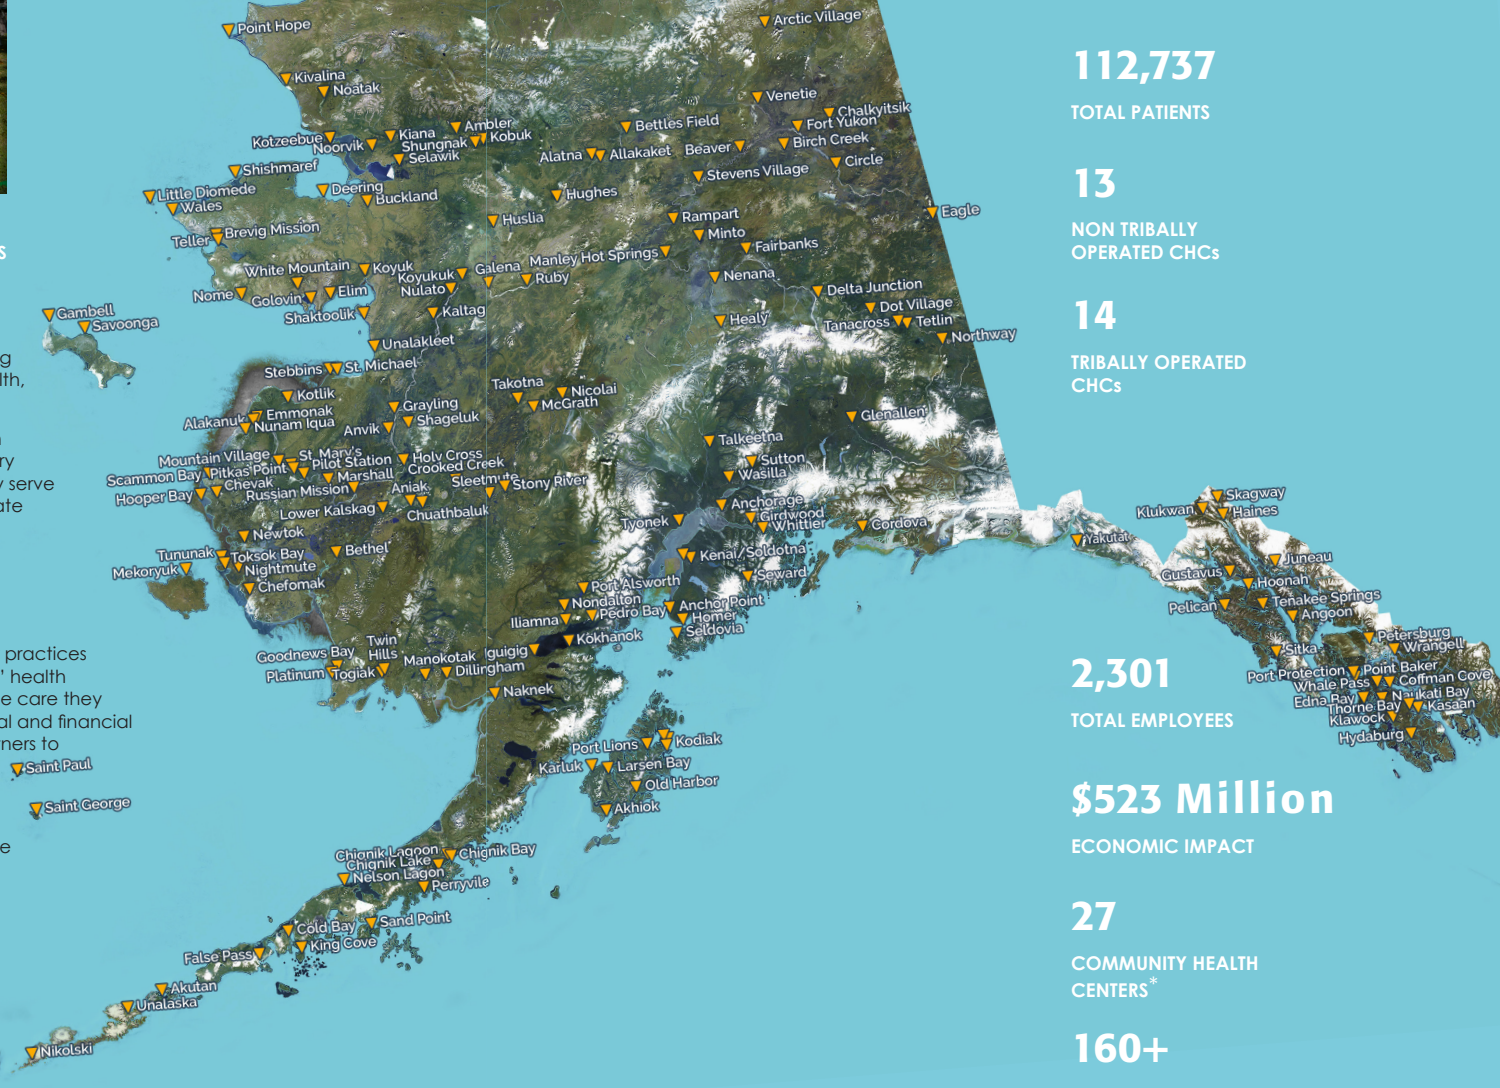 Point Hope
Arctic Village
Kivalina
Noatak
Venetie
Chalkyitsik
Fort Yukon
Kotzebue
Noorvik
Kiana
Ambler
Shungnak
Kobuk
Selawik
Bettles Field
Birch Creek
Alatna
Allakaket
Beaver
Circle
Shishmaref
Stevens Village
Little Diomede
Deering
Buckland
Hughes
Wales
Huslia
Rampart
Eagle
Brevig Mission
Teller
Minto
Fairbanks
White Mountain
Koyuk
Koyukuk
Galena
Manley Hot Springs
Ruby
Nenana
Nome
Golovin
Elim
Nulato
Delta Junction
Shaktoolik
Kaltag
Dot Village
Gambell
Savoonga
Healy
Tanacross
Tetlin
Northway
Unalakleet
Stebbins
St. Michael
Kotlik
Takotna
Nicolai
McGrath
Grayling
Alakanuk
Emmonak
Nunam Iqua
Anvik
Shageluk
Glenallen
Talkeetna
Mountain Village
St. Mary's
Holy Cross
Sutton
Scammon Bay
Pitkas Point
Pilot Station
Crooked Creek
Wasilla
Hooper Bay
Chevak
Marshall
Sleetmute
Stony River
Russian Mission
Aniak
Lower Kalskag
Chuathbaluk
Anchorage
Girdwood
Whittier
Tyonek
Cordova
Skagway
Klukwan
Haines
Newtok
Yakutat
Tununak
Toksok Bay
Bethel
Kenai/Soldotna
Juneau
Mekoryuk
Nightmute
Seward
Gustavus
Hoonah
Chefornak
Port Alsworth
Nondalton
Pedro Bay
Anchor Point
Pelican
Tenakee Springs
Angoon
Iliamna
Homer
Seldovia
Kokhanok
Petersburg
Wrangell
Goodnews Bay
Twin
Hills
Manokotak
Iguigig
Sitka
Platinum
Togiak
Dillingham
Port Protection
Point Baker
Whale Pass
Coffman Cove
Naknek
Edna Bay
Naukati Bay
Thorne Bay
Kasaan
Klawock
Hydaburg
Port Lions
Kodiak
Karluk
Larsen Bay
Saint Paul
Old Harbor
Saint George
Akhiok
Chignik Lagoon
Chignik Bay
Chignik Lake
Nelson Lagon
Perryvile
Sand Point
Cold Bay
King Cove
False Pass
Akutan
Unalaska
Nikolski
112,737
TOTAL PATIENTS
13
NON TRIBALLY
OPERATED CHCs
14
TRIBALLY OPERATED
CHCs
2,301
TOTAL EMPLOYEES
$523 Million
ECONOMIC IMPACT
27
COMMUNITY HEALTH
CENTERS*
160+
serve
practices
health
e care they
al and financial
ners to